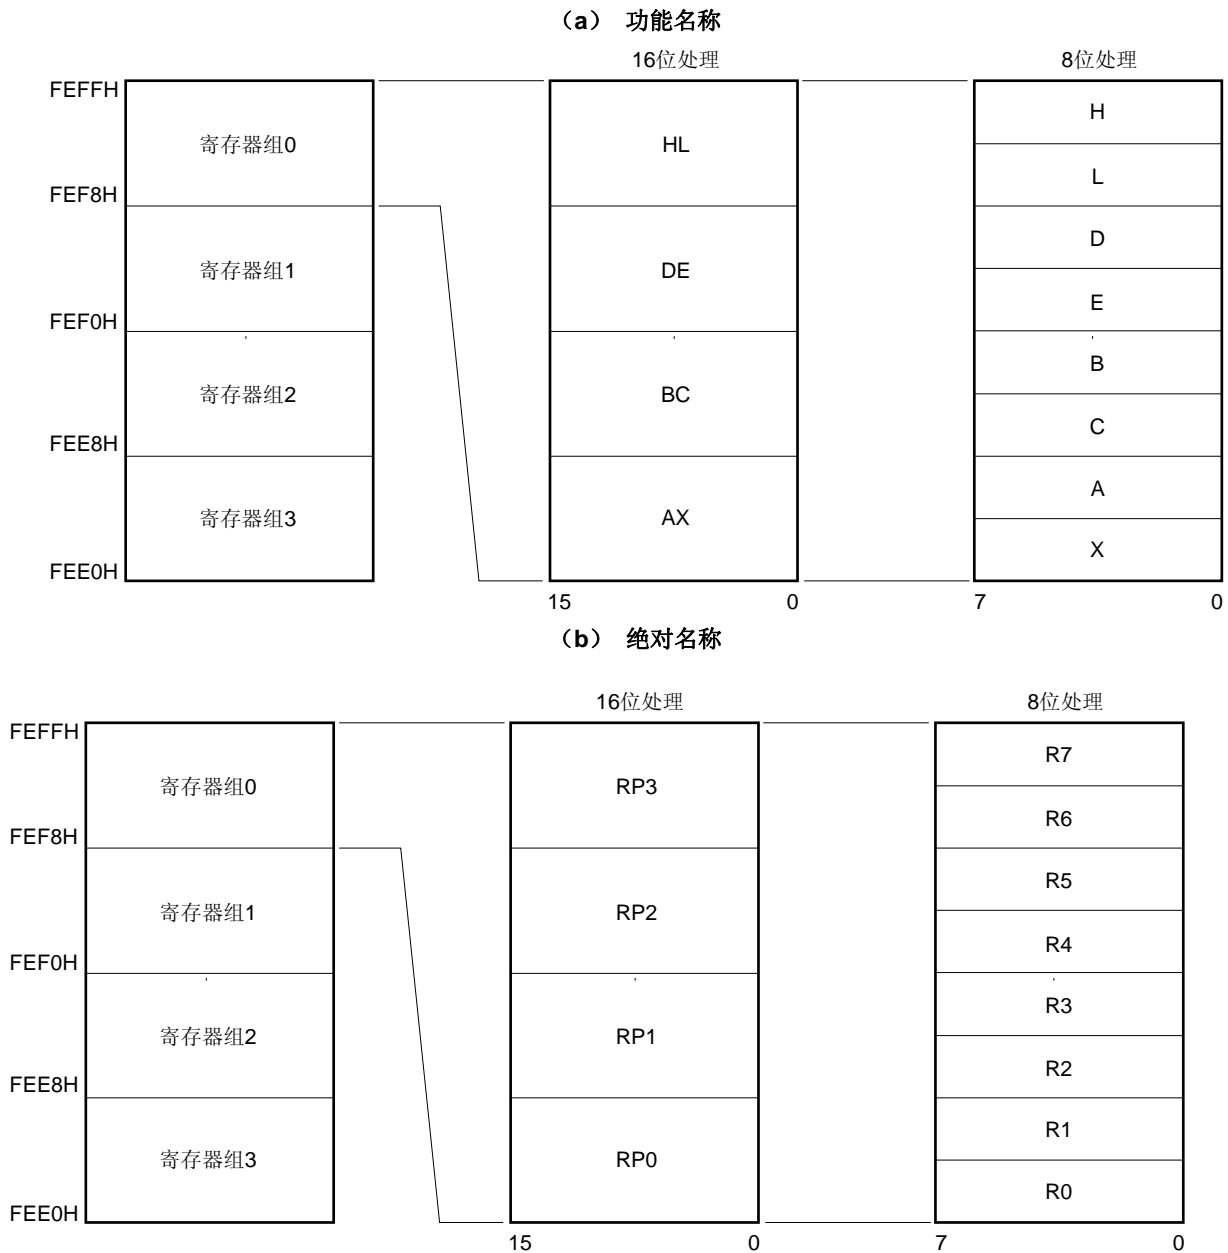 （a） 功能名称
16位处理
8位处理
FEFFH
H
寄存器组0
HL
L
FEF8H
D
寄存器组1
DE
E
FEF0H
B
寄存器组2
BC
C
FEE8H
A
寄存器组3
AX
X
FEE0H
15
0
7
0
（b） 绝对名称
16位处理
8位处理
FEFFH
R7
寄存器组0
RP3
R6
FEF8H
R5
寄存器组1
RP2
R4
FEF0H
R3
寄存器组2
RP1
R2
FEE8H
R1
寄存器组3
RP0
R0
FEE0H
15
0
7
0